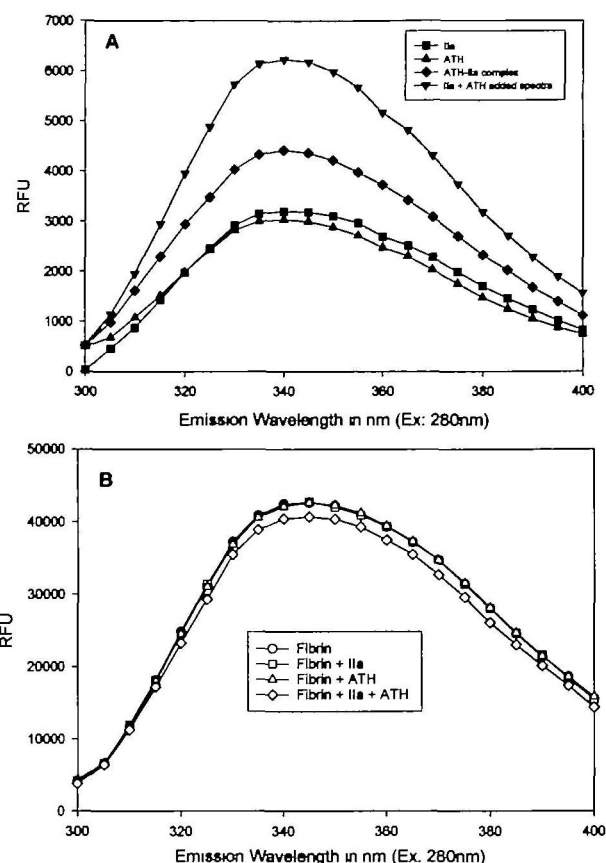 7000
A
IIa
ATH
ATH-IIa complex
IIa + ATH added spectra
6000
5000
4000
3000
2000
1000
0
RFU
300 320 340 360 380 400
Emission Wavelength in nm (Ex: 280nm)
50000
B
40000
30000
20000
10000
0
RFU
Fibrin
Fibrin + IIa
Fibrin + ATH
Fibrin + IIa + ATH
300 320 340 360 380 400
Emission Wavelength in nm (Ex. 280nm)